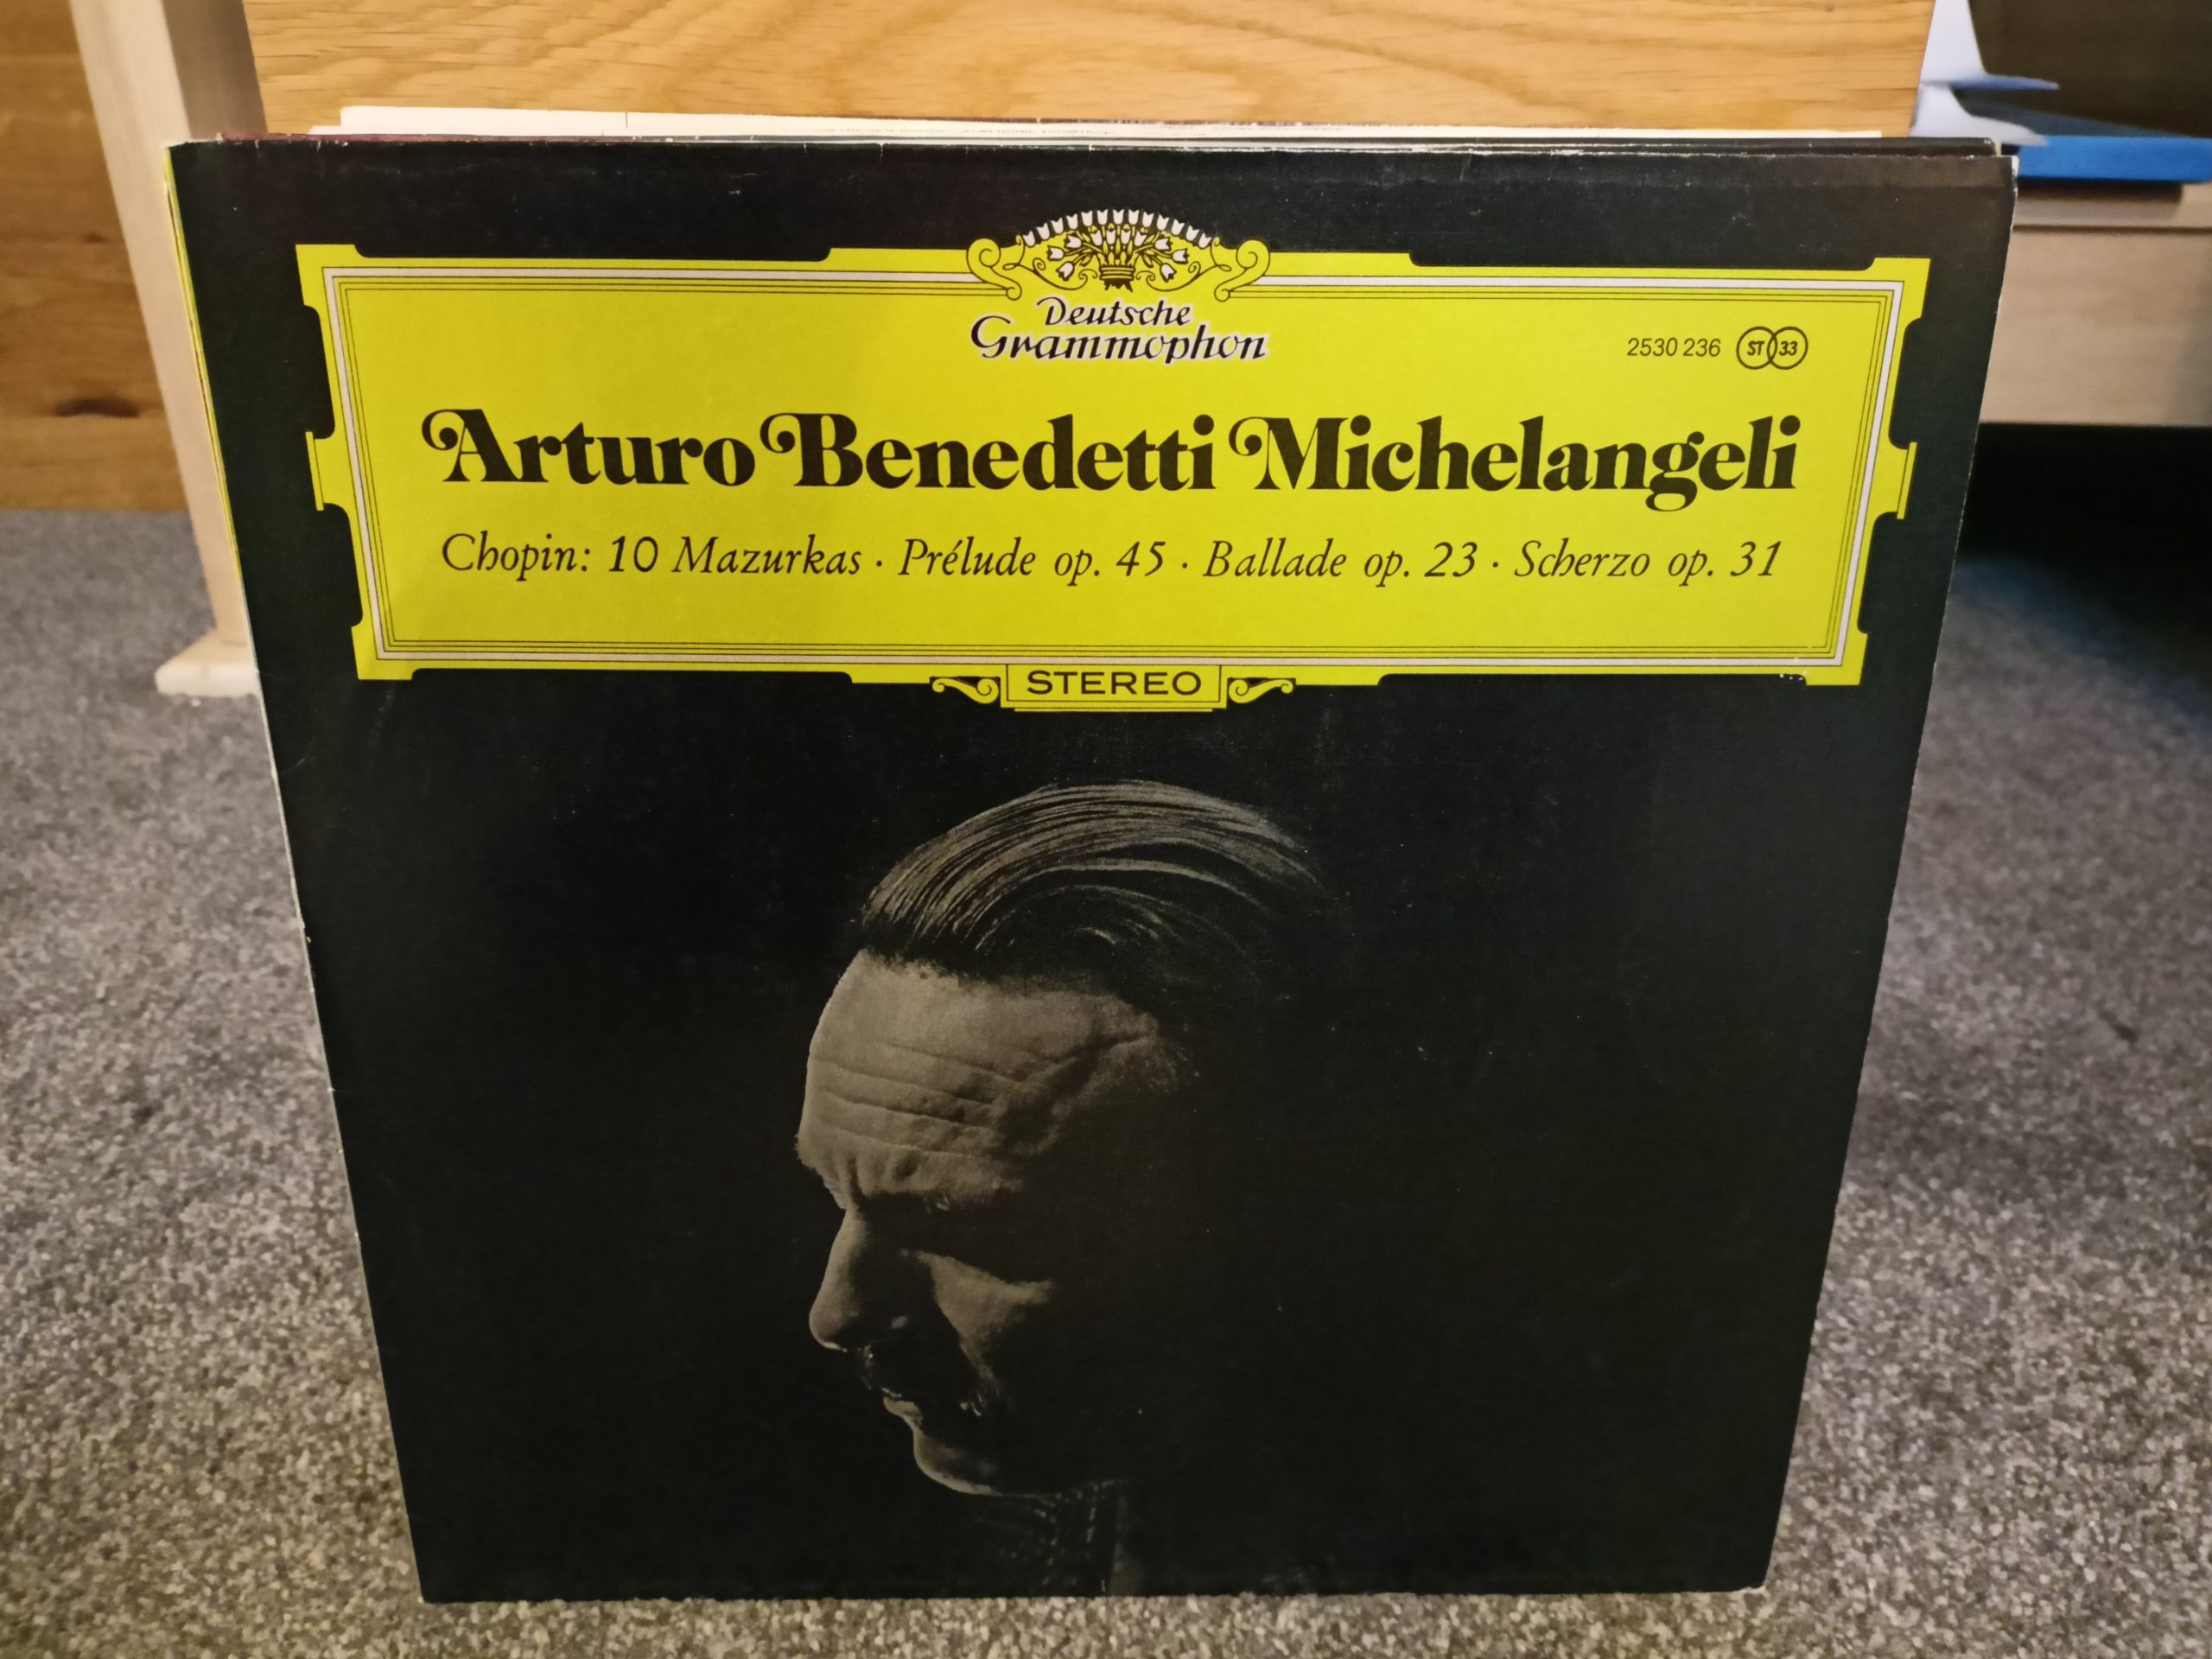 Deutsche
Grammophon
2530 236 ST 33
Arturo Benedetti Michelangeli
Chopin: 10 Mazurkas · Prélude op. 45 · Ballade op. 23 · Scherzo op. 31
STEREO